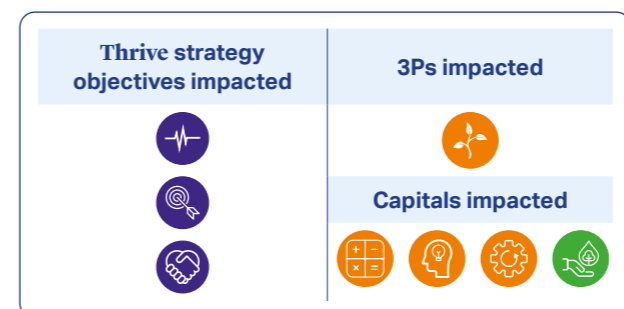 Thrive strategy
objectives impacted
3Ps impacted
Capitals impacted